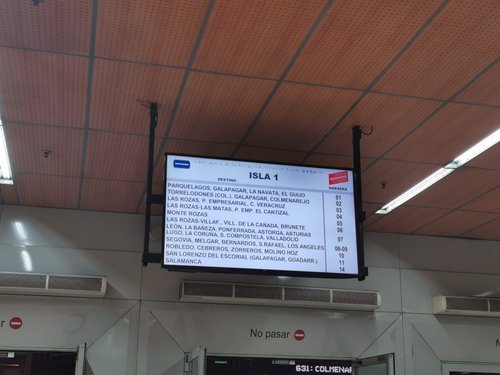 ISLA 1
DESTINO DÁRSENA
PARQUELAGOS, GALAPAGAR, LA NAVATA, EL GUIJO 01
TORRELODONES (COL.), GALAPAGAR, COLMENAREJO 02
LAS ROZAS, P. EMPRESARIAL, C. VERACRUZ 03
LAS ROZAS-LAS MATAS, P. EMP. EL CANTIZAL 04
MONTE ROZAS 05
LAS ROZAS-VILLAF., VILL. DE LA CAÑADA, BRUNETE 06
LEÓN, LA BANEZA, PONFERRADA, ASTORGA, ASTURIAS
LUGO, LA CORUÑA, S. COMPOSTELA, VALLADOLID 07
SEGOVIA, MELGAR, BERNARDOS, S.RAFAEL, LOS ANGELES 08-09
ROBLEDO, CEBREROS, ZORREROS, MOLINO HOZ 10
SAN LORENZO DEL ESCORIAL (GALAPAGAR, GUADARR.) 11
SALAMANCA 14
No pasar
631: COLMENAR